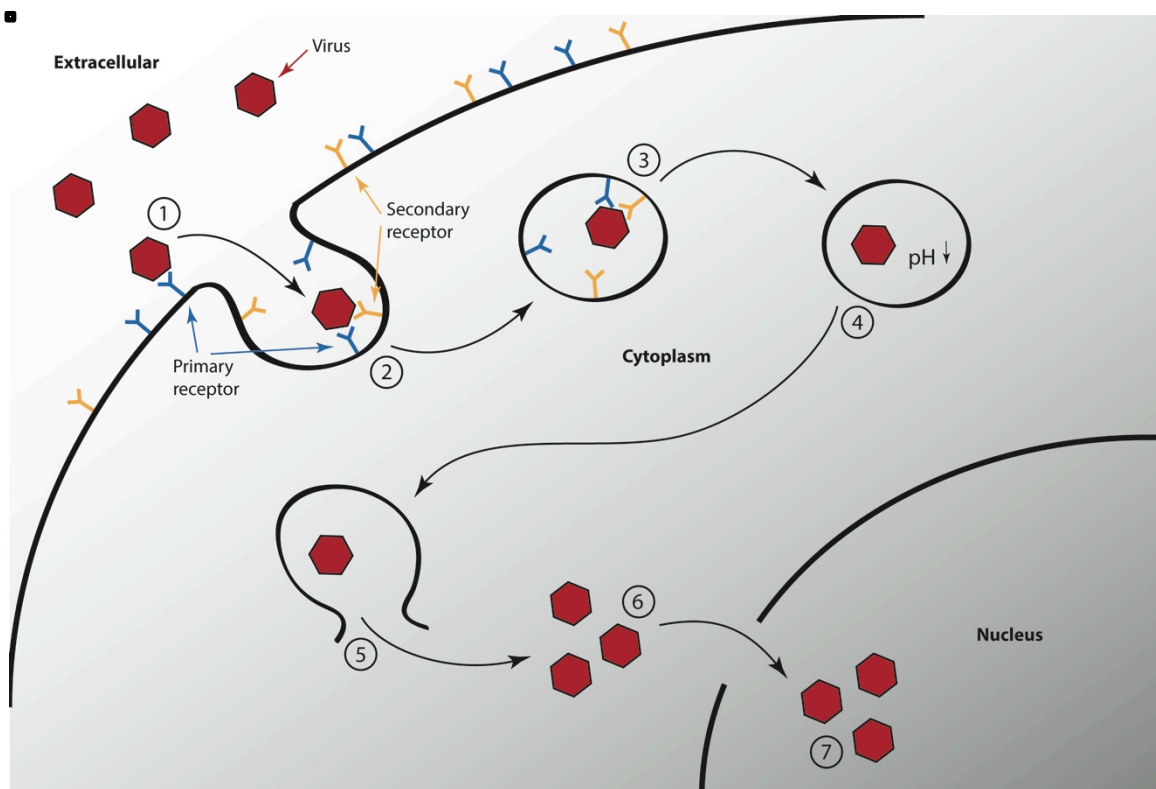 Extracellular
Virus
1
Secondary
receptor
Primary
receptor
2
3
pH ↓
4
Cytoplasm
5
6
Nucleus
7